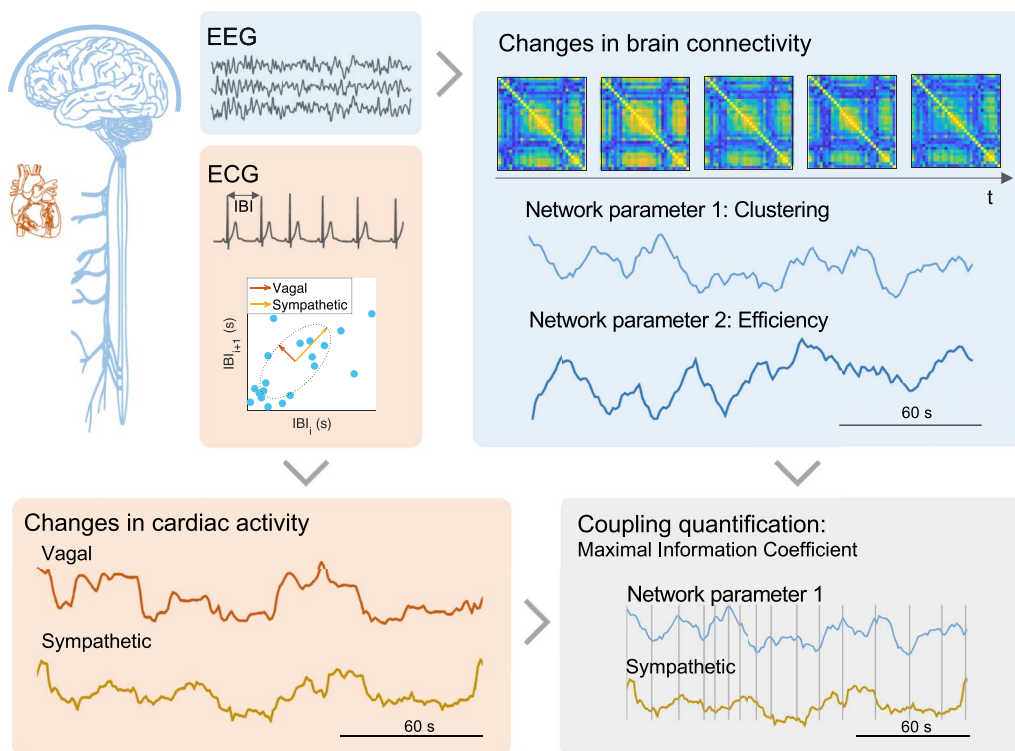 EEG
ECG
IBI
Vagal
Sympathetic
IBI_{i+1} (s)
IBI_i (s)
Changes in brain connectivity
t
Network parameter 1: Clustering
Network parameter 2: Efficiency
60 s
Changes in cardiac activity
Vagal
Sympathetic
60 s
Coupling quantification:
Maximal Information Coefficient
Network parameter 1
Sympathetic
60 s